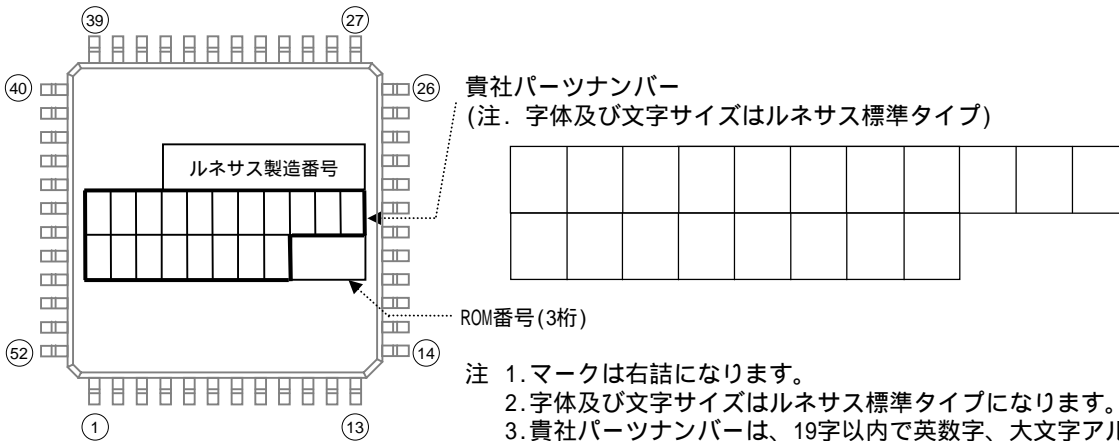 39 27
40 26
貴社パーツナンバー
(注. 字体及び文字サイズはルネサス標準タイプ)
ルネサス製造番号
ROM番号(3桁)
52 14
注 1.マークは右詰になります。
2.字体及び文字サイズはルネサス標準タイプになります。
1 13
3.貴社パーツナンバーは、19字以内で英数字、大文字アル